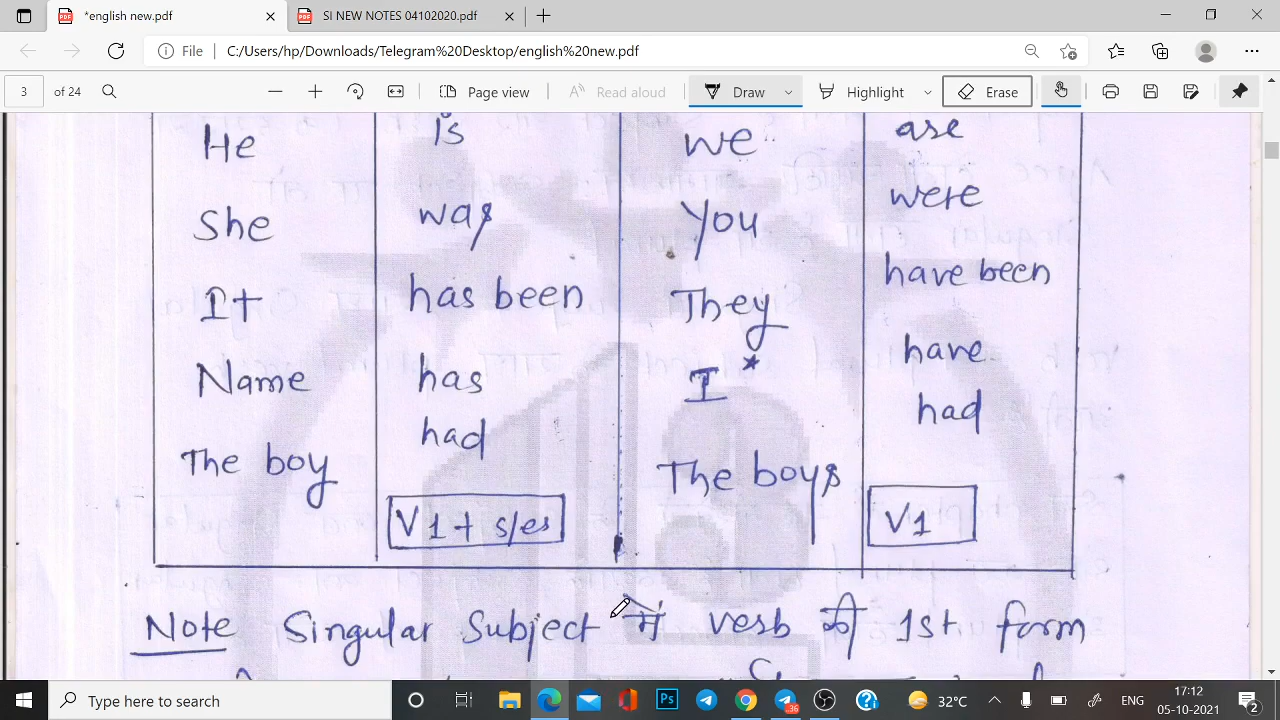 *english new.pdf
SI NEW NOTES 04102020.pdf
File C:/Users/hp/Downloads/Telegram%20Desktop/english%20new.pdf
3 of 24 Page view Read aloud Draw Highlight Erase
He is we are
She was You were
It has been They have been
Name has I* have
The boy had The boys had
V1+ s/es V1
Note Singular Subject में verb की 1st form
Type here to search
Ps
36
32°C
ENG
17:12
05-10-2021
2